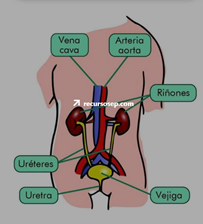 Vena
cava
Arteria
aorta
Riñones
recursosep.com
Uréteres
Uretra
Vejiga